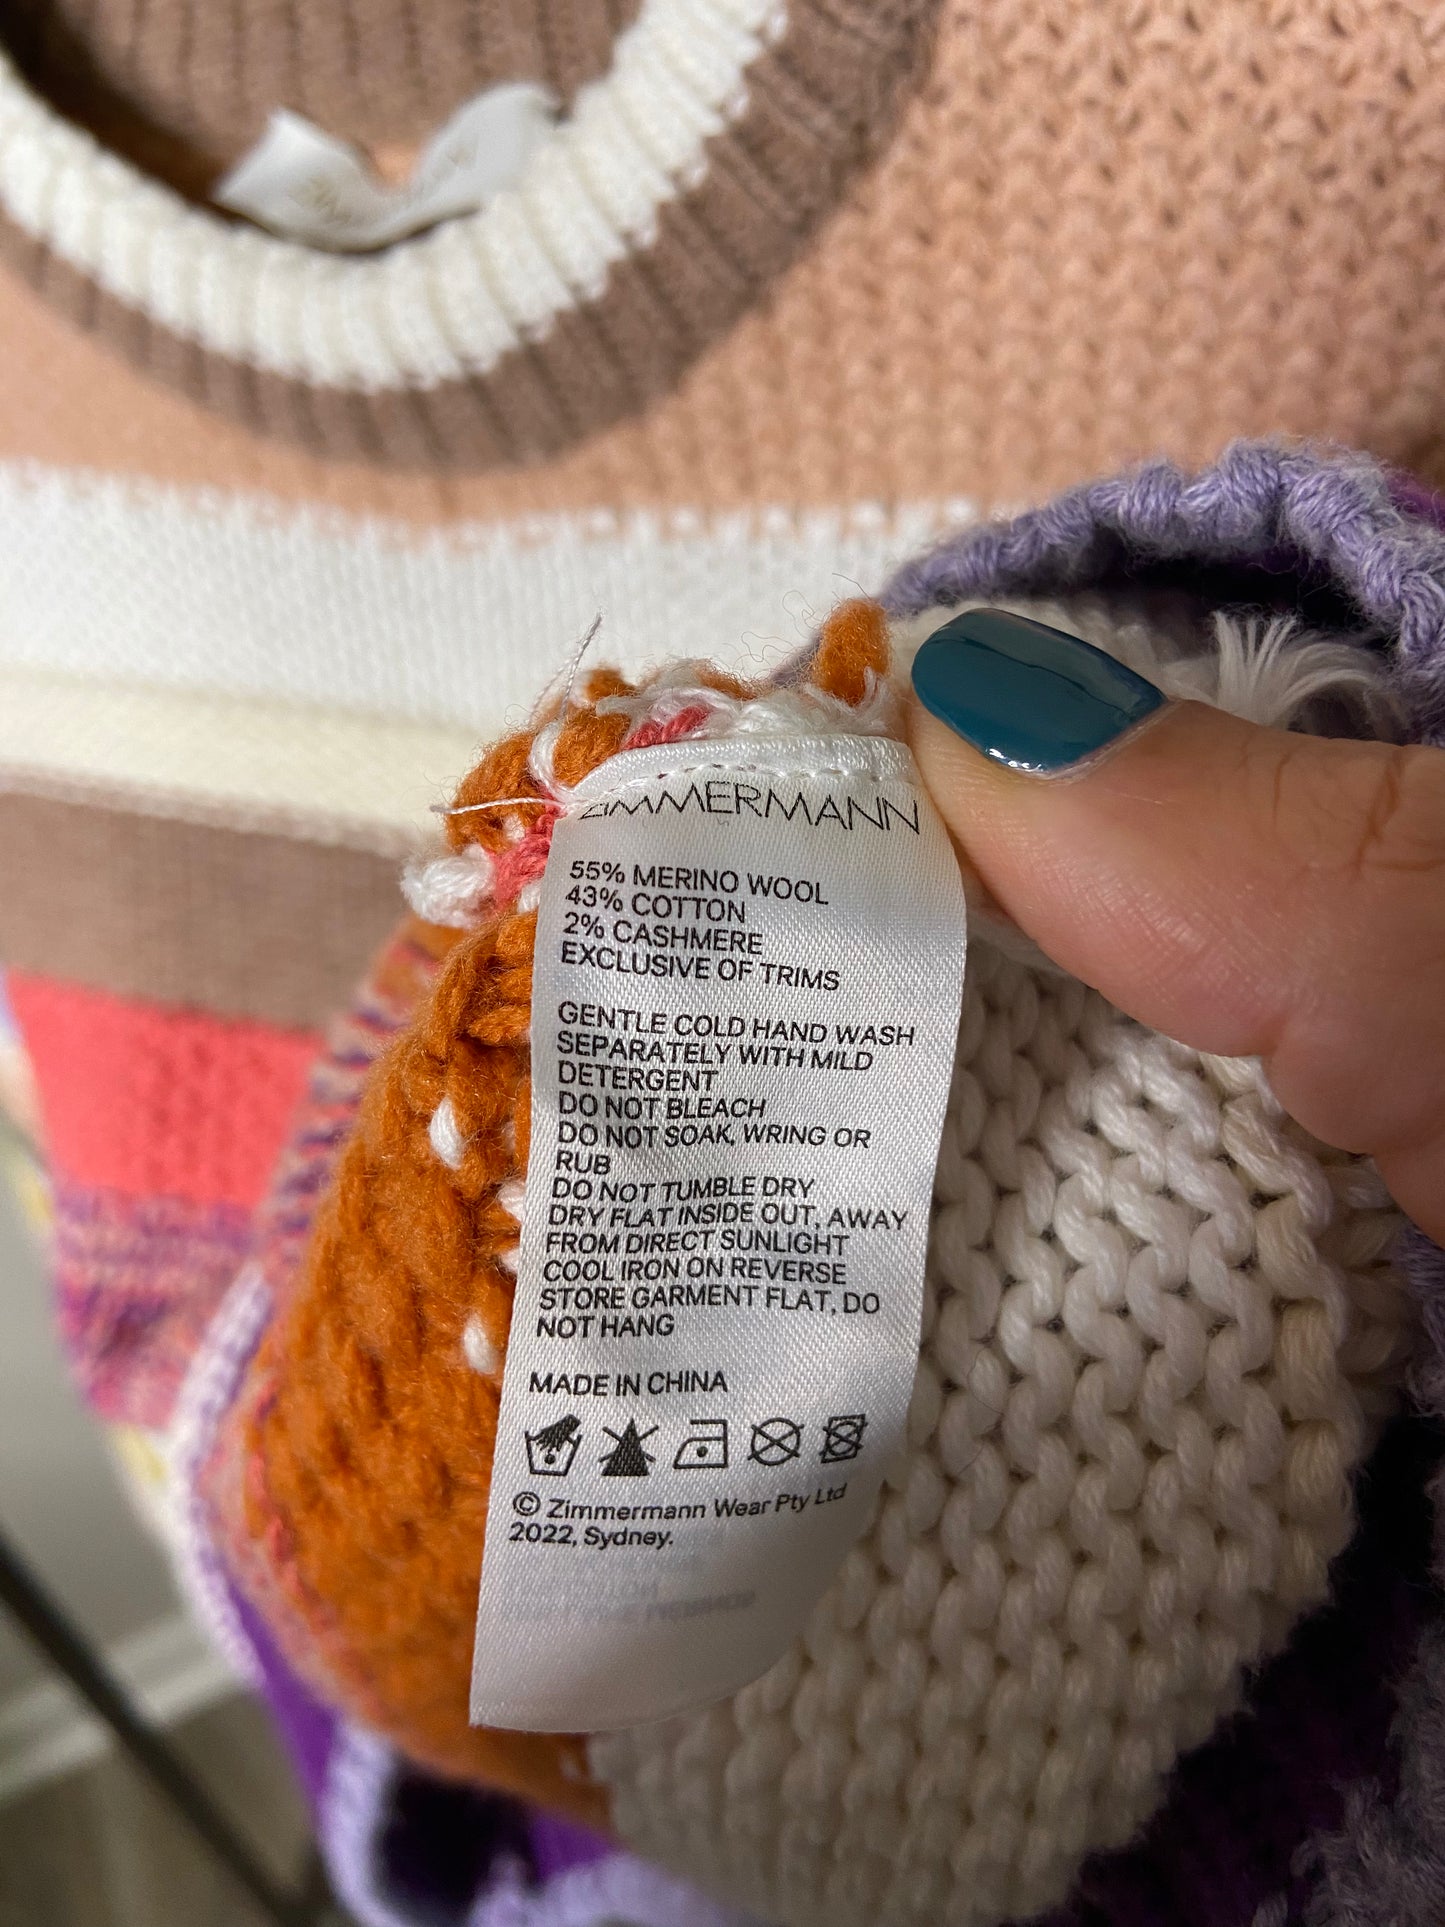 ZIMMERMANN
55% MERINO WOOL
43% COTTON
2% CASHMERE
EXCLUSIVE OF TRIMS
GENTLE COLD HAND WASH
SEPARATELY WITH MILD
DETERGENT
DO NOT BLEACH
DO NOT SOAK, WRING OR
RUB
DO NOT TUMBLE DRY
DRY FLAT INSIDE OUT, AWAY
FROM DIRECT SUNLIGHT
COOL IRON ON REVERSE
STORE GARMENT FLAT, DO
NOT HANG
MADE IN CHINA
© Zimmermann Wear Pty Ltd
2022, Sydney.